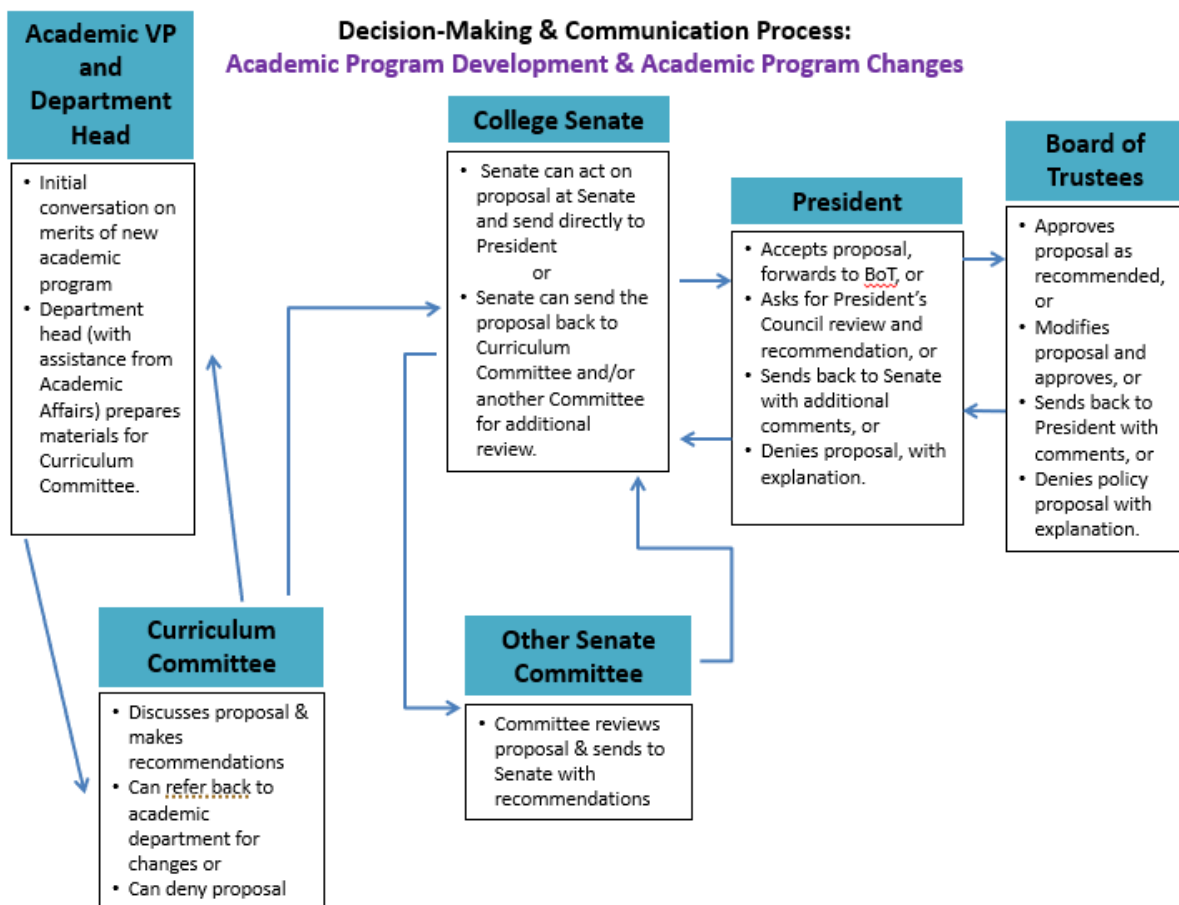 Decision-Making & Communication Process:
Academic Program Development & Academic Program Changes
Academic VP
and
Department
Head
• Initial
conversation on
merits of new
academic
program
• Department
head (with
assistance from
Academic
Affairs) prepares
materials for
Curriculum
Committee.
Curriculum
Committee
• Discusses proposal &
makes
recommendations
• Can refer back to
academic
department for
changes or
• Can deny proposal
College Senate
• Senate can act on
proposal at Senate
and send directly to
President
or
• Senate can send the
proposal back to
Curriculum
Committee and/or
another Committee
for additional
review.
Other Senate
Committee
• Committee reviews
proposal & sends to
Senate with
recommendations
President
• Accepts proposal,
forwards to BoT, or
• Asks for President's
Council review and
recommendation, or
• Sends back to Senate
with additional
comments, or
• Denies proposal, with
explanation.
Board of
Trustees
• Approves
proposal as
recommended,
or
• Modifies
proposal and
approves, or
• Sends back to
President with
comments, or
• Denies policy
proposal with
explanation.